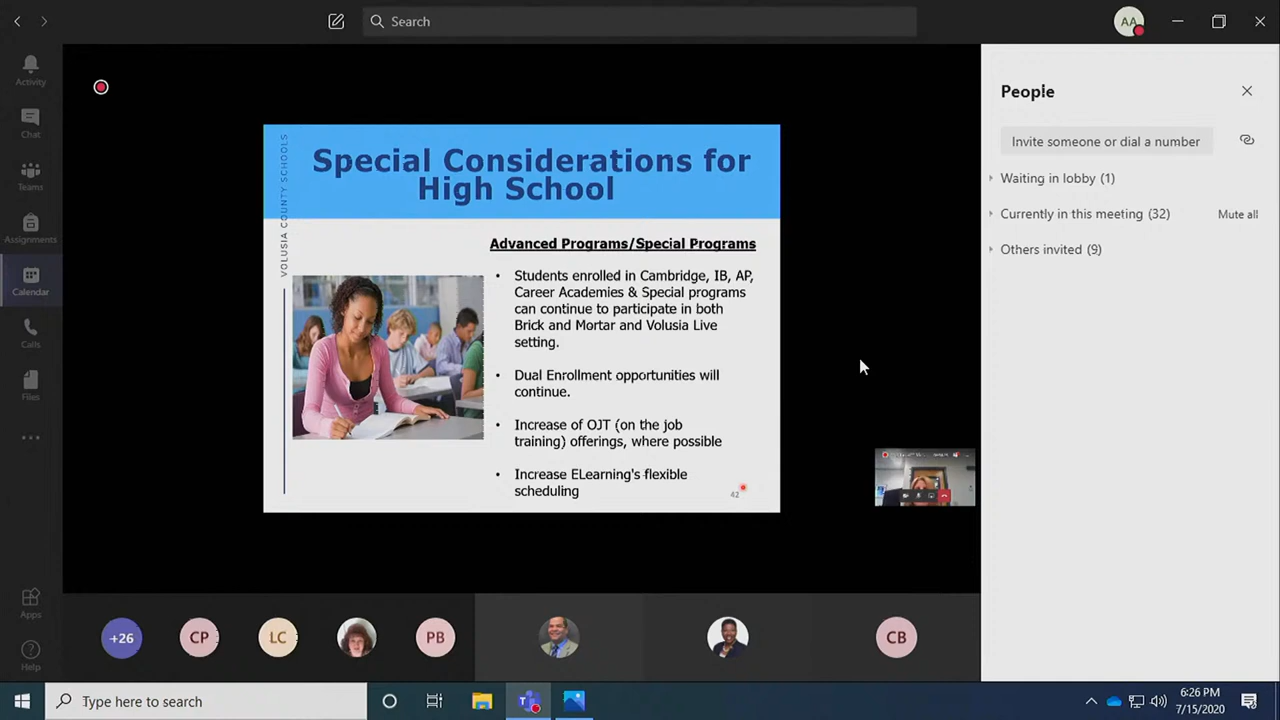 Search
AA
Activity
Chat
Teams
Assignments
Calendar
Calls
Files
Apps
Help
VOLUSIA COUNTY SCHOOLS
Special Considerations for
High School
Advanced Programs/Special Programs
• Students enrolled in Cambridge, IB, AP,
Career Academies & Special programs
can continue to participate in both
Brick and Mortar and Volusia Live
setting.
• Dual Enrollment opportunities will
continue.
• Increase of OJT (on the job
training) offerings, where possible
• Increase ELearning's flexible
scheduling
42
People
Invite someone or dial a number
Waiting in lobby (1)
Currently in this meeting (32) Mute all
Others invited (9)
+26 CP LC PB CB
Type here to search
6:26 PM
7/15/2020